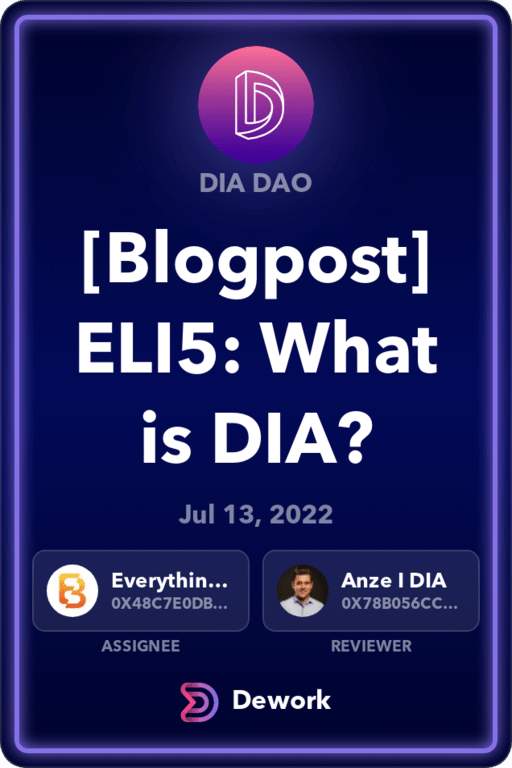 DIA DAO
[Blogpost]
ELI5: What
is DIA?
Jul 13, 2022
Everythin...
0X48C7E0DB...
ASSIGNEE
Anze I DIA
0X78B056CC...
REVIEWER
Dework